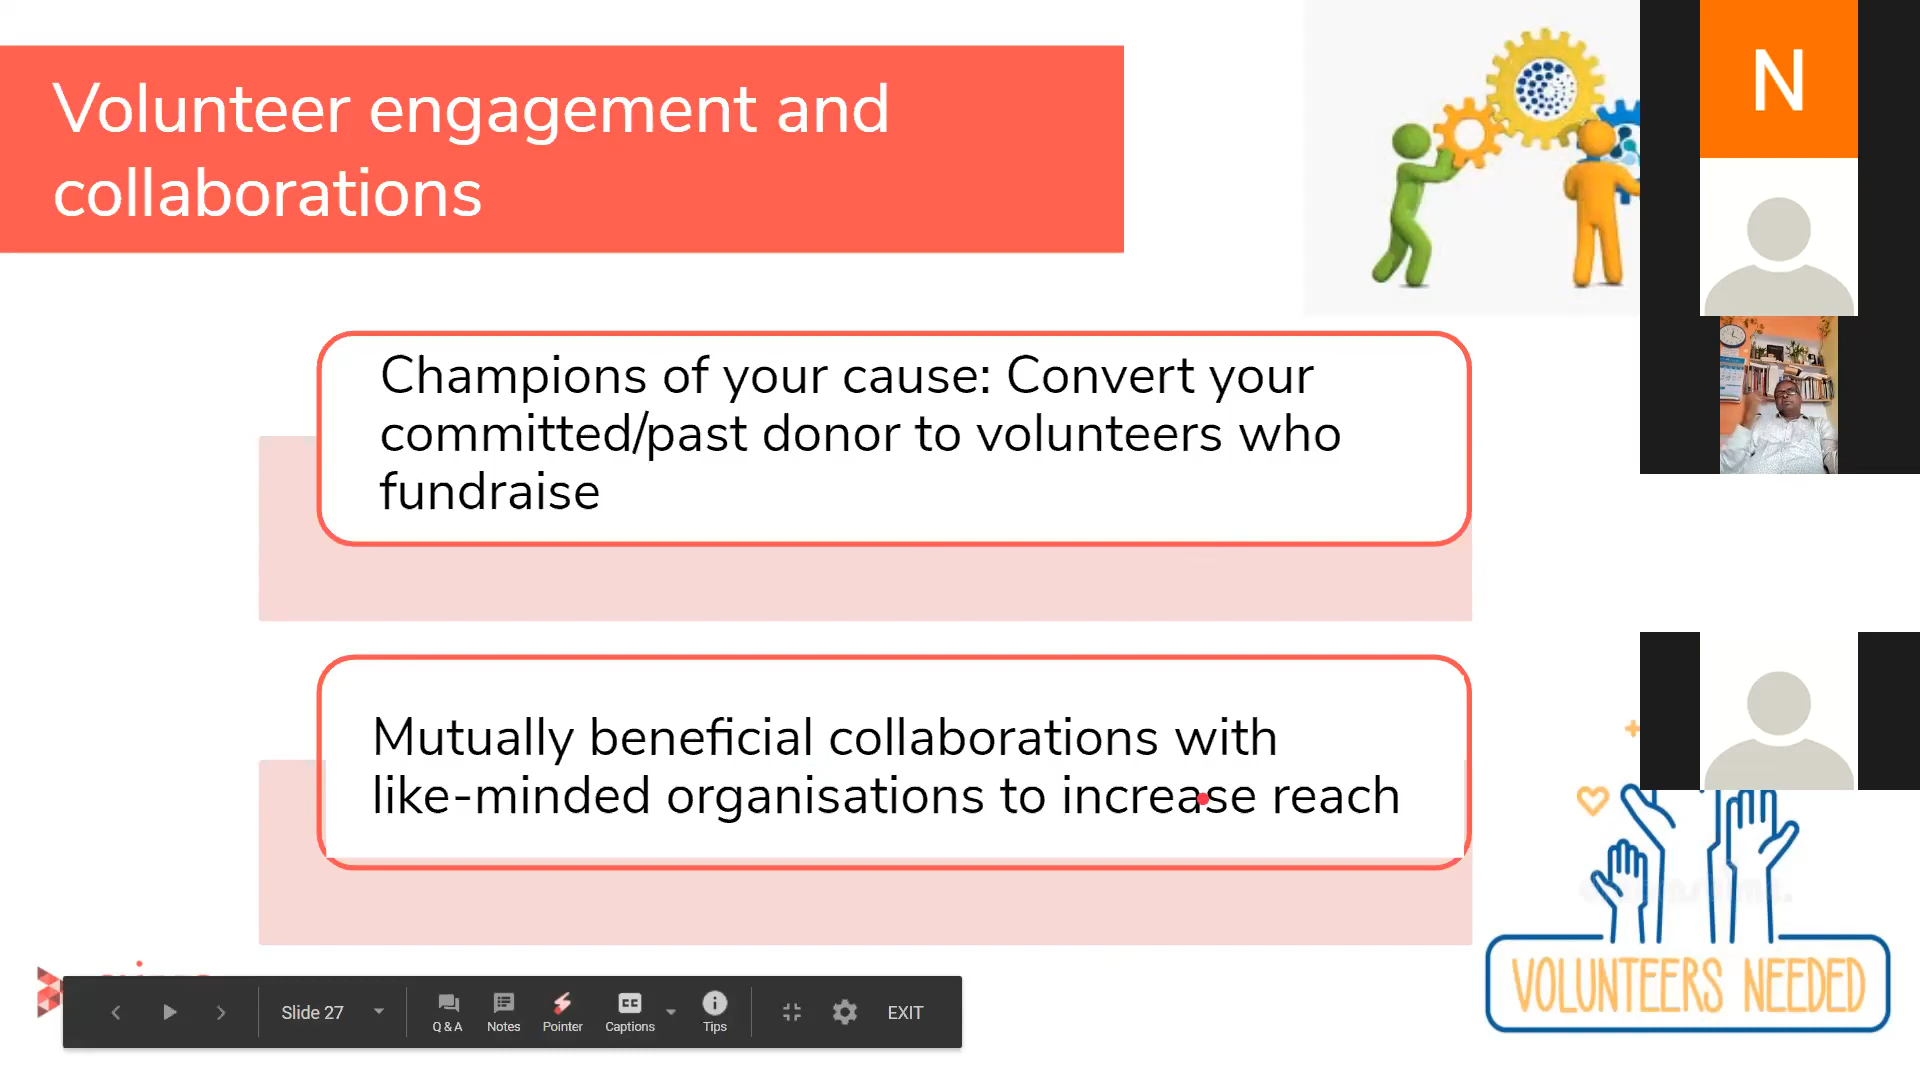 Volunteer engagement and
collaborations
N
Champions of your cause: Convert your
committed/past donor to volunteers who
fundraise
Mutually beneficial collaborations with
like-minded organisations to increase reach
VOLUNTEERS NEEDED
Slide 27
Q & A
Notes
Pointer
CC
Captions
Tips
EXIT